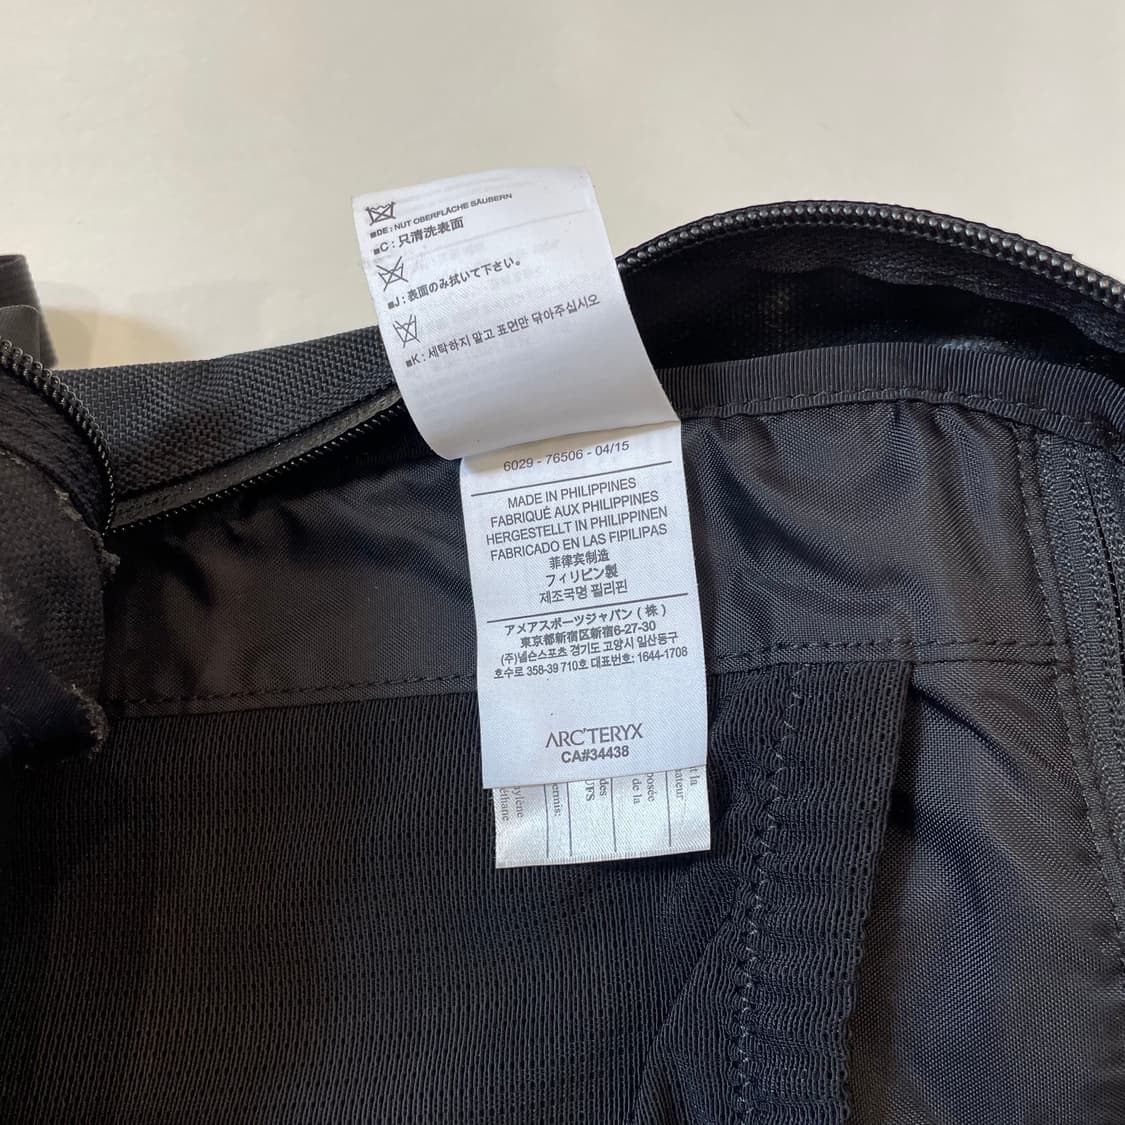 ■DE : NUT OBERFLÄCHE SÄUBERN
■C : 只清洗表面
■J : 表面のみ拭いて下さい。
■K : 세탁하지 말고 표면만 닦아주십시오
6029 - 76506 - 04/15
MADE IN PHILIPPINES
FABRIQUÉ AUX PHILIPPINES
HERGESTELLT IN PHILIPPINEN
FABRICADO EN LAS FIPILIPAS
菲律宾制造
フィリピン製
제조국명 필리핀
アメアスポーツジャパン ( 株 )
東京都新宿区新宿6-27-30
(주)넬슨스포츠 경기도 고양시 일산동구
호수로 358-39 710호 대표번호: 1644-1708
ARC'TERYX
CA#34438
des
de la